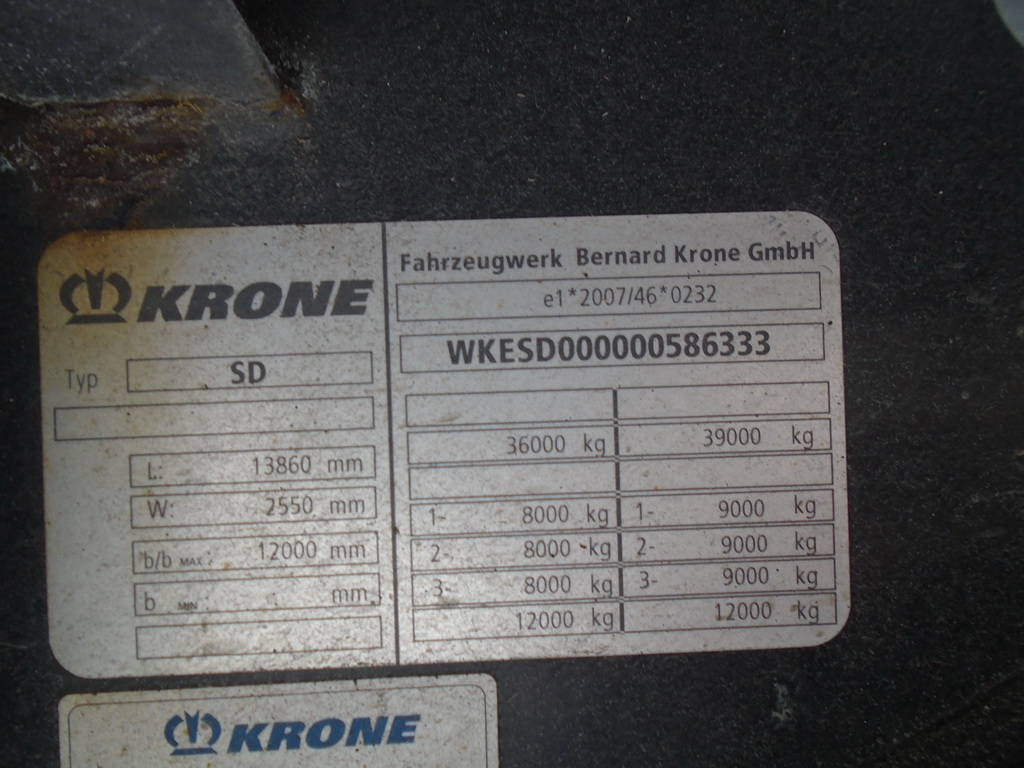 KRONE
Typ SD
L: 13860 mm
W: 2550 mm
b/b MAX.: 12000 mm
b MIN mm
Fahrzeugwerk Bernard Krone GmbH
e1*2007/46*0232
WKESD000000586333
36000 kg 39000 kg
1- 8000 kg 1- 9000 kg
2- 8000 kg 2- 9000 kg
3- 8000 kg 3- 9000 kg
12000 kg 12000 kg
KRONE